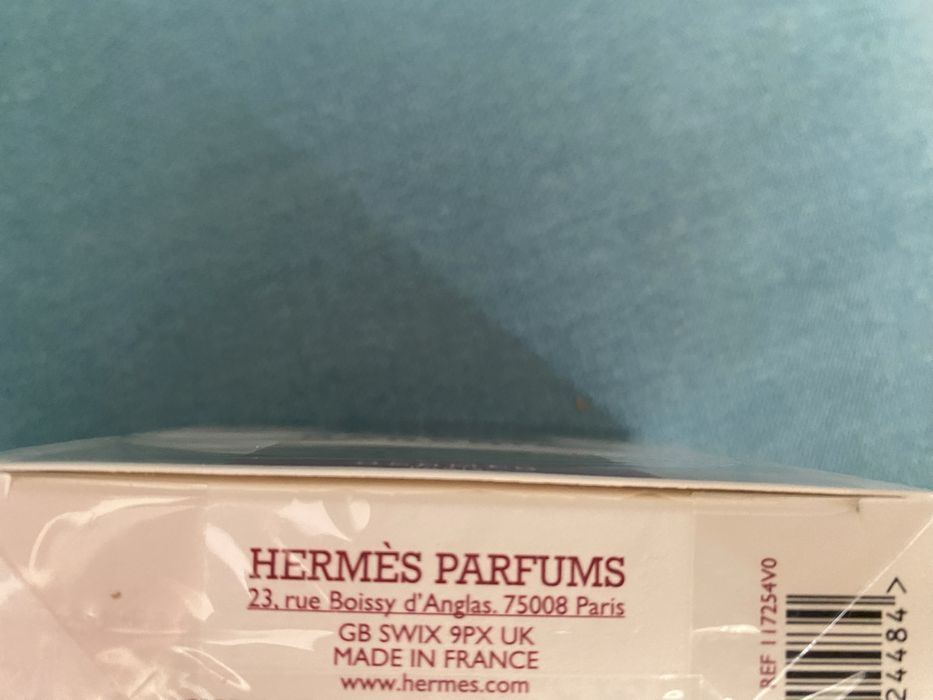 HERMÈS PARFUMS
23, rue Boissy d'Anglas. 75008 Paris
GB SWIX 9PX UK
MADE IN FRANCE
www.hermes.com
REF 117254V0
24484>